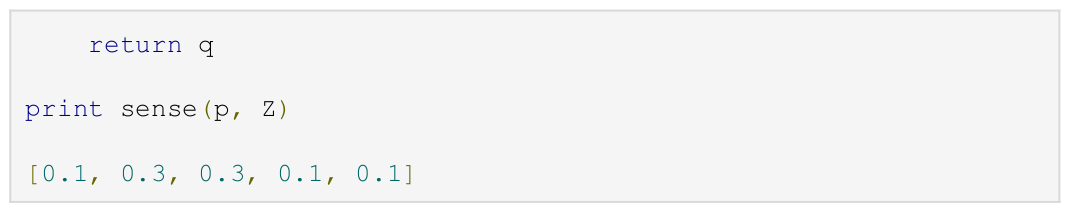 return q
print sense(p, Z)
[0.1, 0.3, 0.3, 0.1, 0.1]